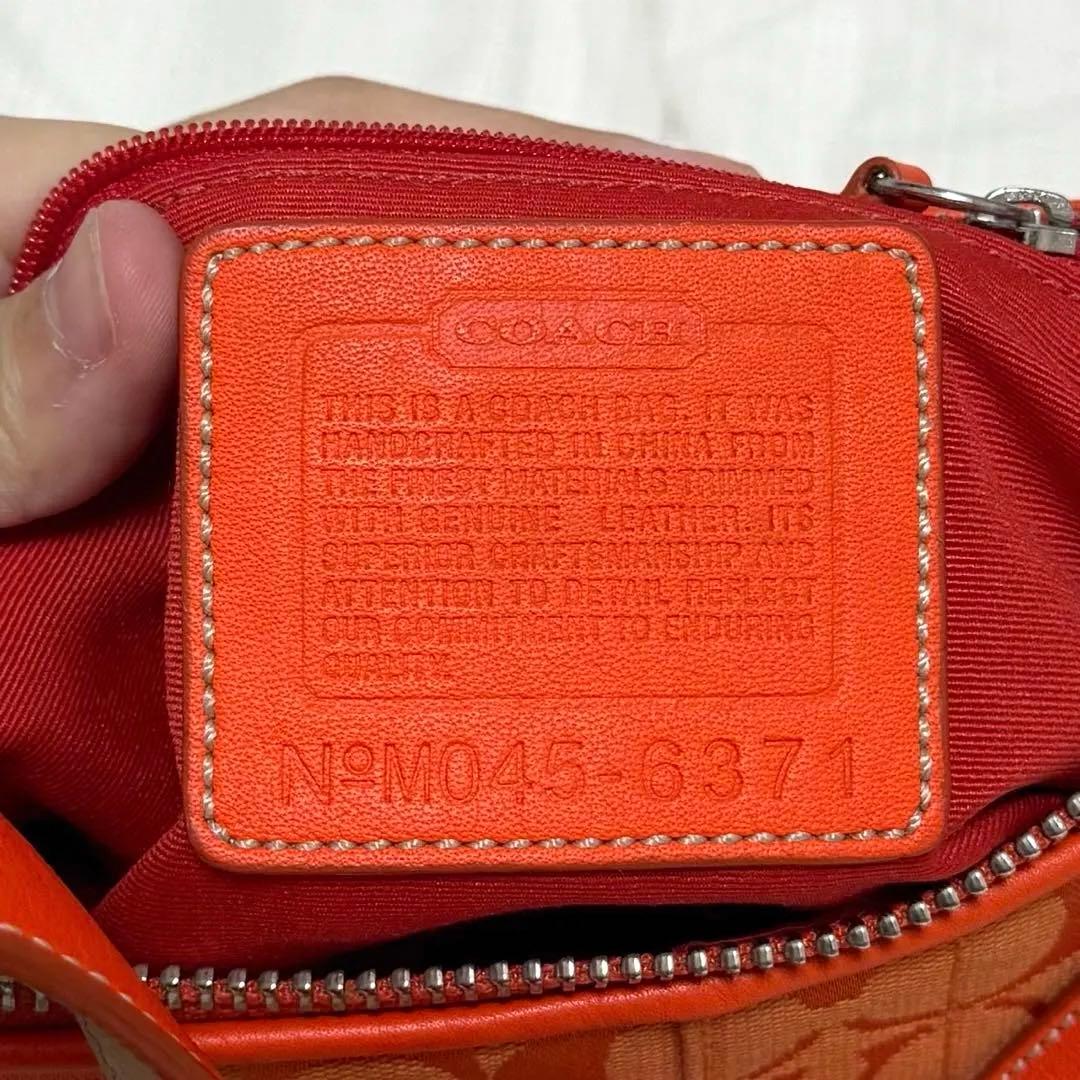 COACH
THIS IS A COACH BAG. IT WAS
HANDCRAFTED IN CHINA FROM
THE FINEST MATERIALS TRIMMED
WITH GENUINE LEATHER. ITS
SUPERIOR CRAFTSMANSHIP AND
ATTENTION TO DETAIL REFLECT
OUR COMMITMENT TO ENDURING
QUALITY.
NºM045-6371